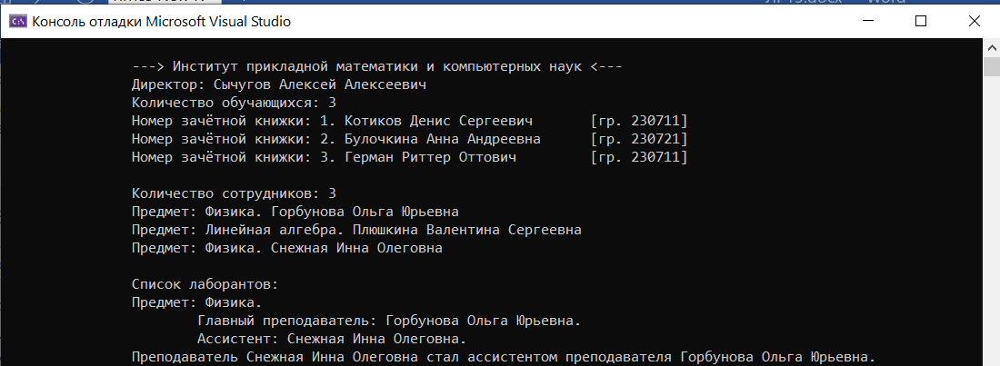 Консоль отладки Microsoft Visual Studio
---> Институт прикладной математики и компьютерных наук <---
Директор: Сычугов Алексей Алексеевич
Количество обучающихся: 3
Номер зачётной книжки: 1. Котиков Денис Сергеевич [гр. 230711]
Номер зачётной книжки: 2. Булочкина Анна Андреевна [гр. 230721]
Номер зачётной книжки: 3. Герман Риттер Оттович [гр. 230711]
Количество сотрудников: 3
Предмет: Физика. Горбунова Ольга Юрьевна
Предмет: Линейная алгебра. Плюшкина Валентина Сергеевна
Предмет: Физика. Снежная Инна Олеговна
Список лаборантов:
Предмет: Физика.
Главный преподаватель: Горбунова Ольга Юрьевна.
Ассистент: Снежная Инна Олеговна.
Преподаватель Снежная Инна Олеговна стал ассистентом преподавателя Горбунова Ольга Юрьевна.